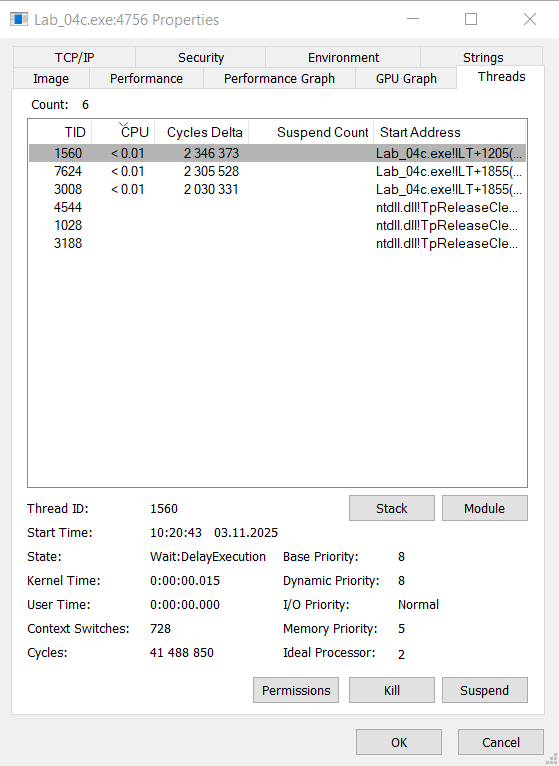 Lab_04c.exe:4756 Properties
TCP/IP Security Environment Strings
Image Performance Performance Graph GPU Graph Threads
Count: 6
TID CPU Cycles Delta Suspend Count Start Address
1560 < 0.01 2 346 373 Lab_04c.exe!ILT+1205(...
7624 < 0.01 2 305 528 Lab_04c.exe!ILT+1855(...
3008 < 0.01 2 030 331 Lab_04c.exe!ILT+1855(...
4544 ntdll.dll!TpReleaseCle...
1028 ntdll.dll!TpReleaseCle...
3188 ntdll.dll!TpReleaseCle...
Thread ID: 1560 Stack Module
Start Time: 10:20:43 03.11.2025
State: Wait:DelayExecution Base Priority: 8
Kernel Time: 0:00:00.015 Dynamic Priority: 8
User Time: 0:00:00.000 I/O Priority: Normal
Context Switches: 728 Memory Priority: 5
Cycles: 41 488 850 Ideal Processor: 2
Permissions Kill Suspend
OK Cancel